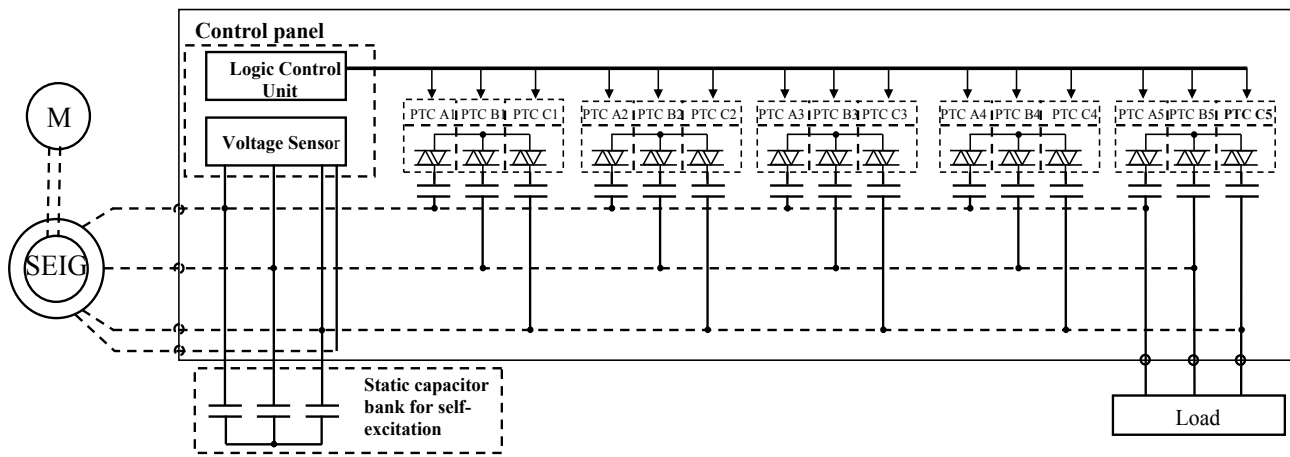 Control panel
Logic Control
Unit
Voltage Sensor
M
SEIG
PTC A1 PTC B1 PTC C1
PTC A2 PTC B2 PTC C2
PTC A3 PTC B3 PTC C3
PTC A4 PTC B4 PTC C4
PTC A5 PTC B5 PTC C5
Static capacitor
bank for self-
excitation
Load